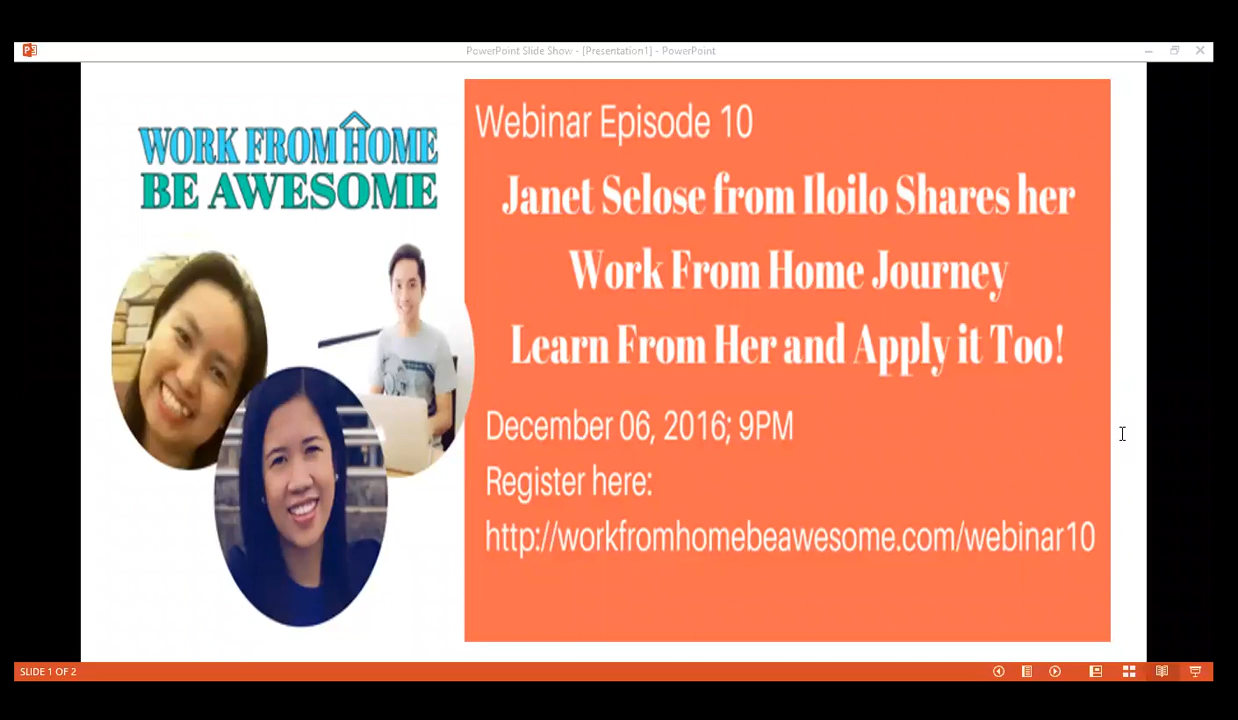 PowerPoint Slide Show - [Presentation1] - PowerPoint
WORK FROM HOME
BE AWESOME
Webinar Episode 10
Janet Selose from Iloilo Shares her
Work From Home Journey
Learn From Her and Apply it Too!
December 06, 2016; 9PM
Register here:
http://workfromhomebeawesome.com/webinar10
SLIDE 1 OF 2